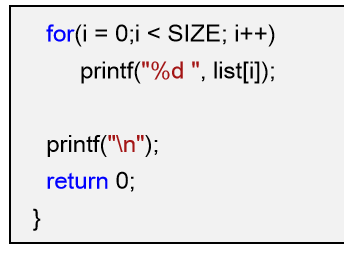 for(i = 0;i < SIZE; i++)
printf("%d ", list[i]);
printf("\n");
return 0;
}